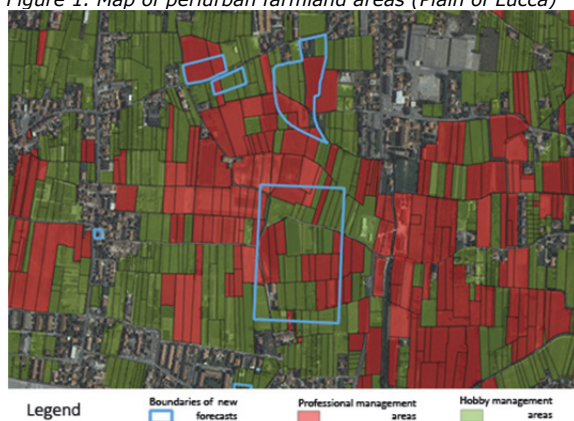 Figure 1. Map of periurban farmland areas (Plain of Lucca)
Legend
Boundaries of new
forecasts
Professional management
areas
Hobby management
areas